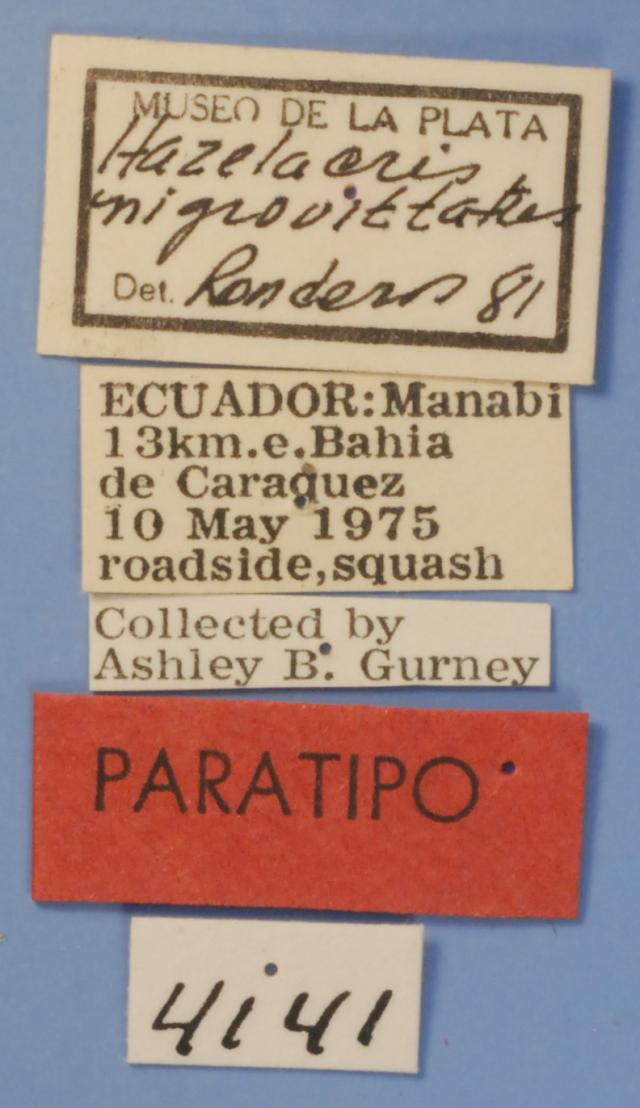 MUSEO DE LA PLATA
Hazelacris
nigrovittatus
Det. Ronderos 81
ECUADOR:Manabi
13km.e.Bahia
de Caraquez
10 May 1975
roadside,squash
Collected by
Ashley B. Gurney
PARATIPO
4141